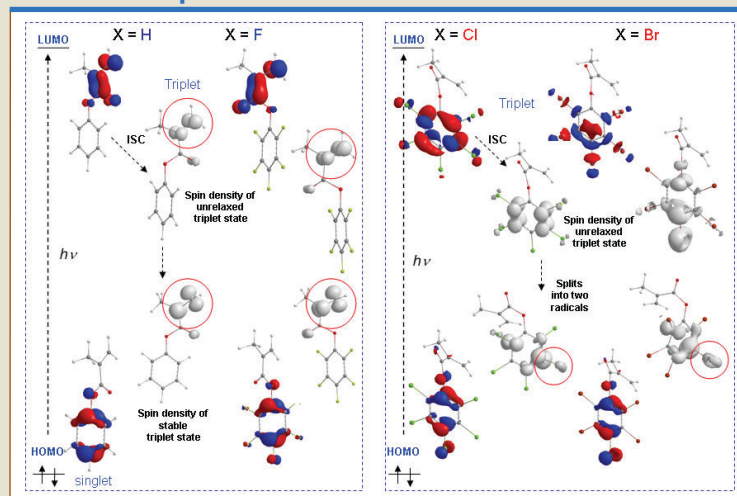 X = H
X = F
LUMO
Triplet
ISC
Spin density of
unrelaxed
triplet state
hν
Spin density of
stable
triplet state
HOMO
singlet
X = Cl
X = Br
LUMO
Triplet
ISC
Spin density of
unrelaxed
triplet state
hν
Splits
into two
radicals
HOMO